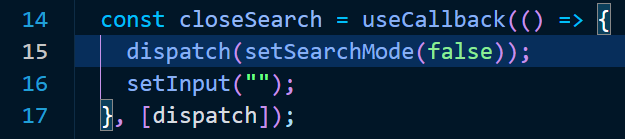 14 const closeSearch = useCallback(() => {
15 dispatch(setSearchMode(false));
16 setInput("");
17 }, [dispatch]);